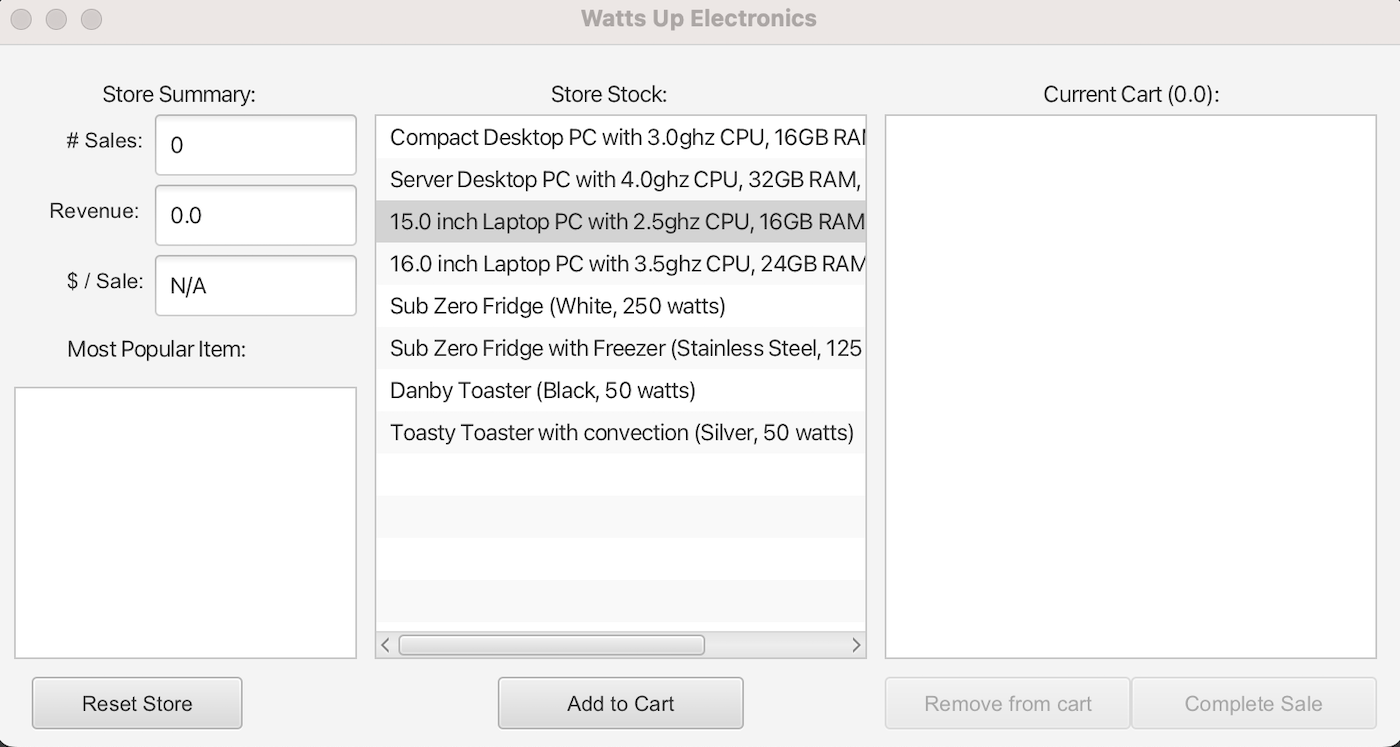 Watts Up Electronics
Store Summary:
# Sales:
0
Revenue:
0.0
$ / Sale:
N/A
Most Popular Item:
Reset Store
Store Stock:
Compact Desktop PC with 3.0ghz CPU, 16GB
Server Desktop PC with 4.0ghz CPU, 32GB RAM,
15.0 inch Laptop PC with 2.5ghz CPU, 16GB RAM
16.0 inch Laptop PC with 3.5ghz CPU, 24GB RAM
Sub Zero Fridge (White, 250 watts)
Sub Zero Fridge with Freezer (Stainless Steel, 125
Danby Toaster (Black, 50 watts)
Toasty Toaster with convection (Silver, 50 watts)
Add to Cart
Current Cart (0.0):
Remove from cart
Complete Sale